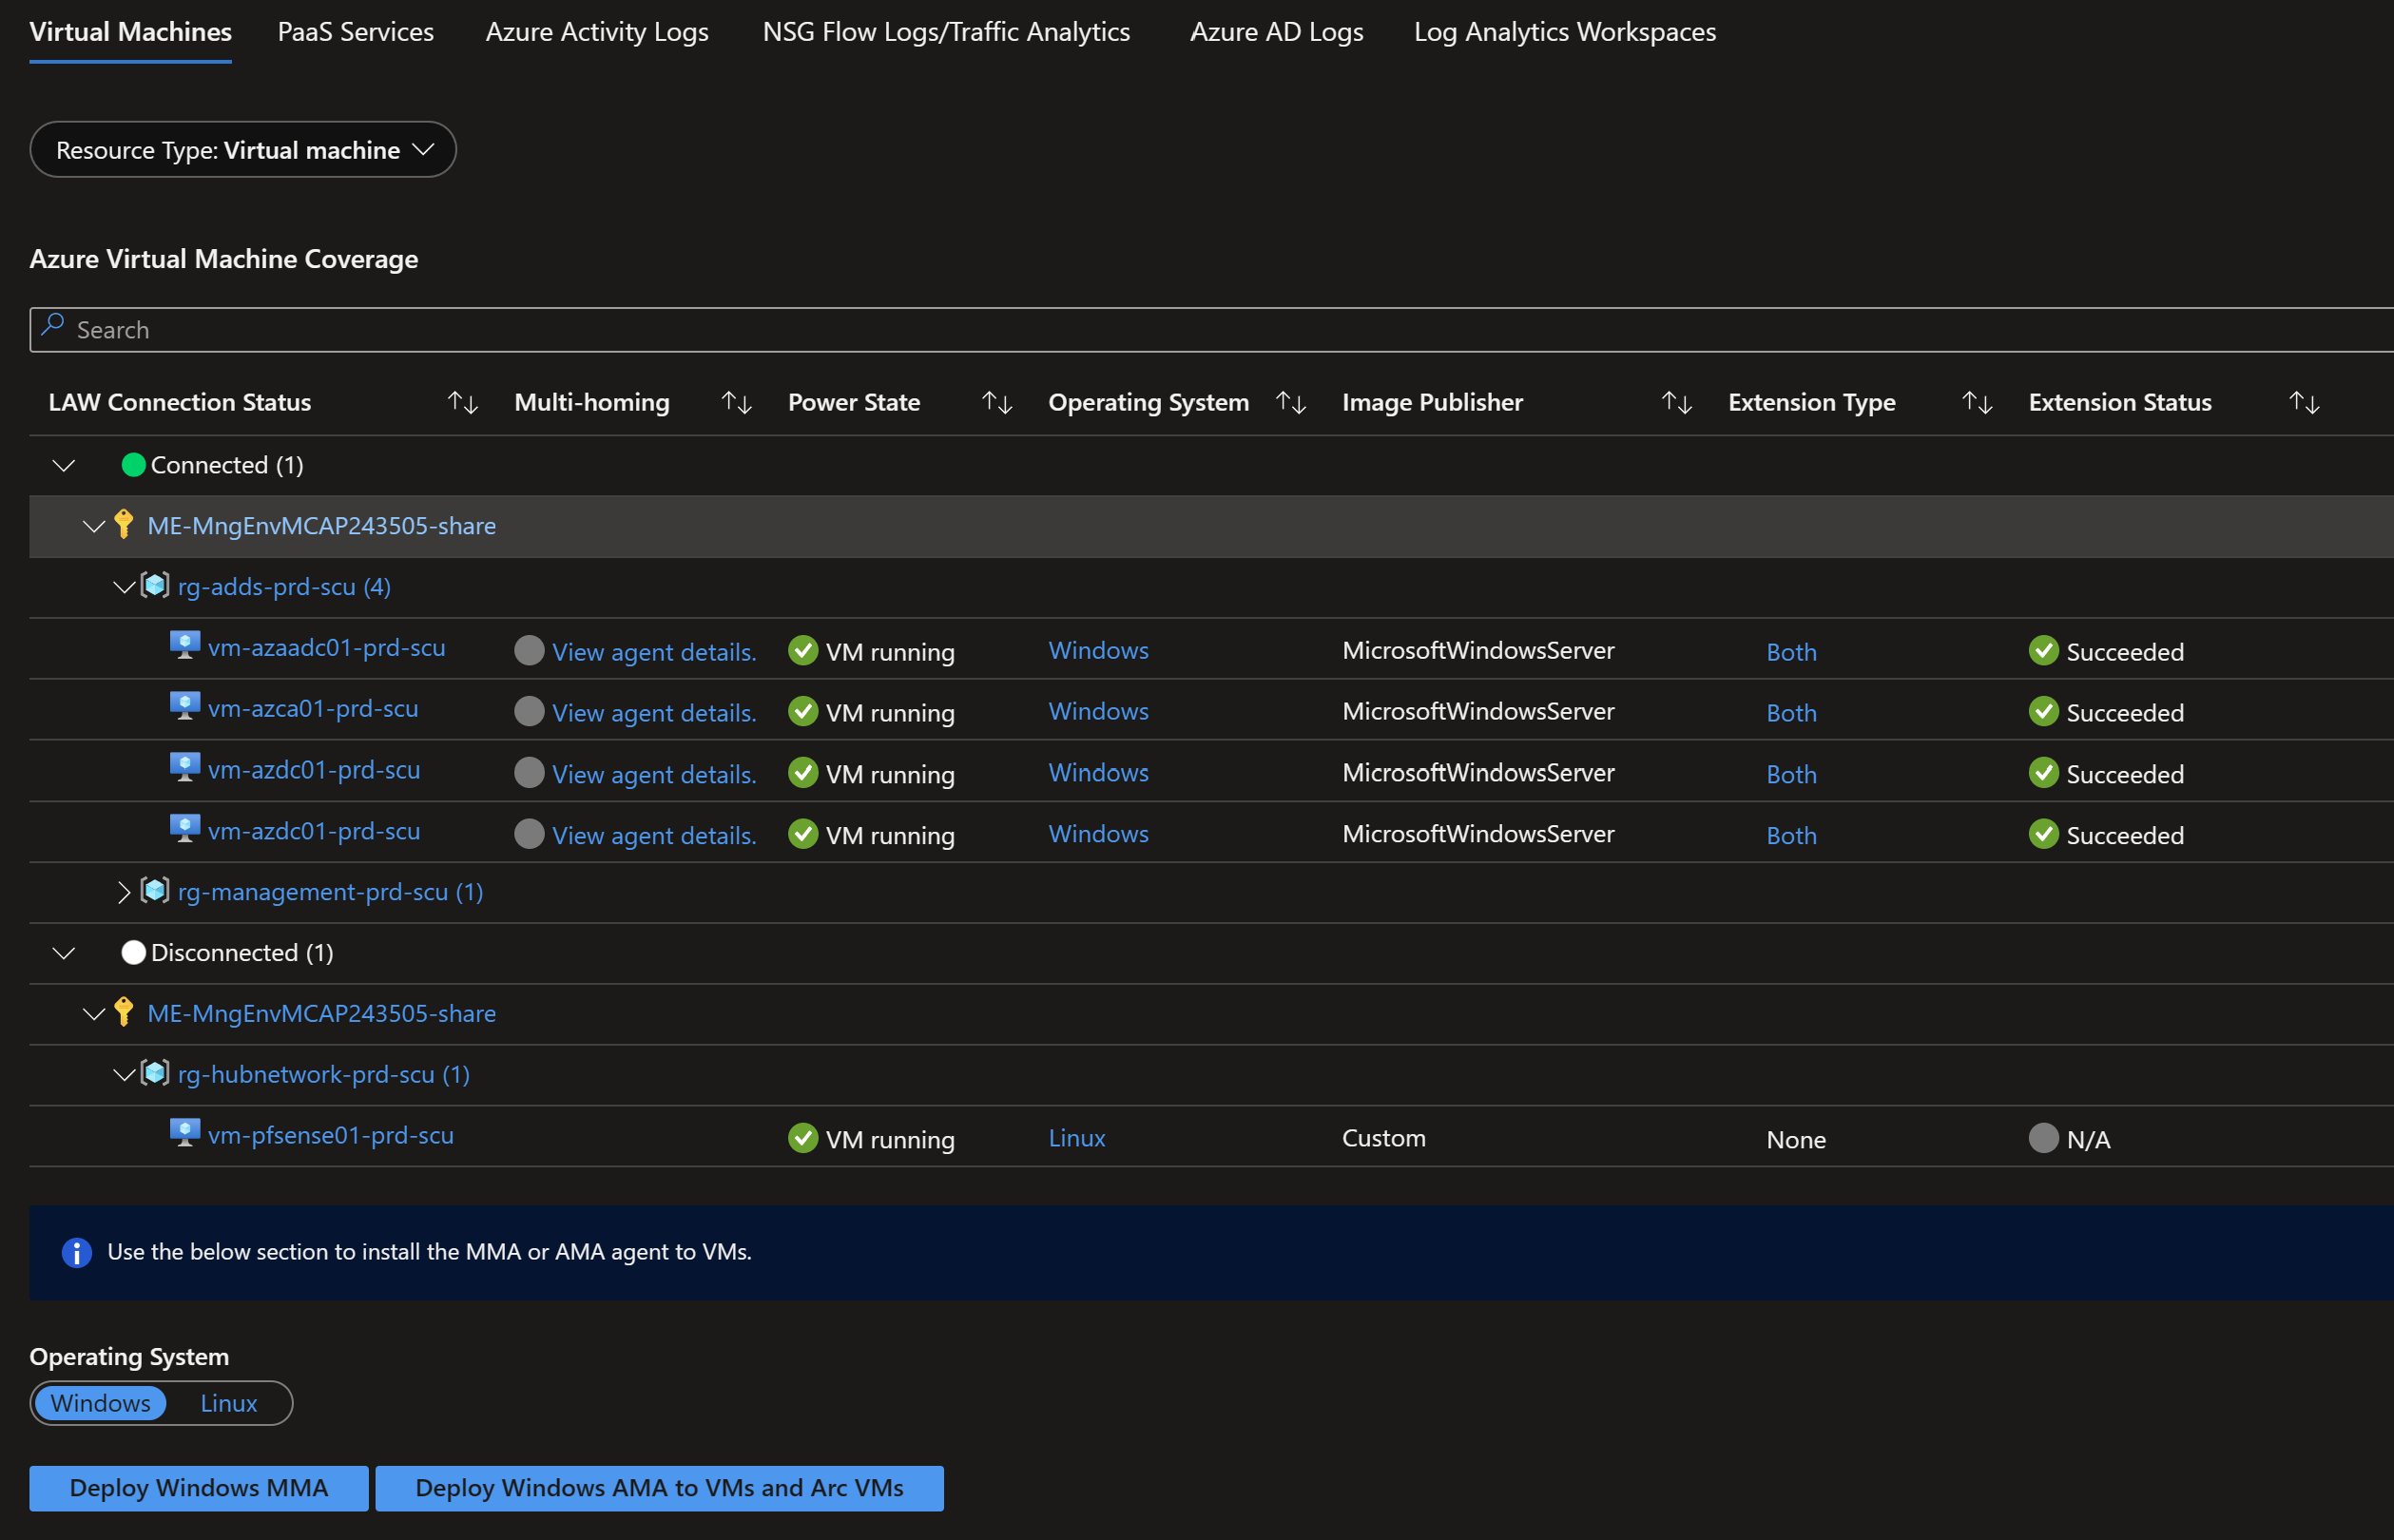 Virtual Machines PaaS Services Azure Activity Logs NSG Flow Logs/Traffic Analytics Azure AD Logs Log Analytics Workspaces
Resource Type: Virtual machine
Azure Virtual Machine Coverage
Search
LAW Connection Status Multi-homing Power State Operating System Image Publisher Extension Type Extension Status
Connected (1)
ME-MngEnvMCAP243505-share
rg-adds-prd-scu (4)
vm-azaadc01-prd-scu View agent details. VM running Windows MicrosoftWindowsServer Both Succeeded
vm-azca01-prd-scu View agent details. VM running Windows MicrosoftWindowsServer Both Succeeded
vm-azdc01-prd-scu View agent details. VM running Windows MicrosoftWindowsServer Both Succeeded
vm-azdc01-prd-scu View agent details. VM running Windows MicrosoftWindowsServer Both Succeeded
rg-management-prd-scu (1)
Disconnected (1)
ME-MngEnvMCAP243505-share
rg-hubnetwork-prd-scu (1)
vm-pfsense01-prd-scu VM running Linux Custom None N/A
Use the below section to install the MMA or AMA agent to VMs.
Operating System
Windows Linux
Deploy Windows MMA Deploy Windows AMA to VMs and Arc VMs